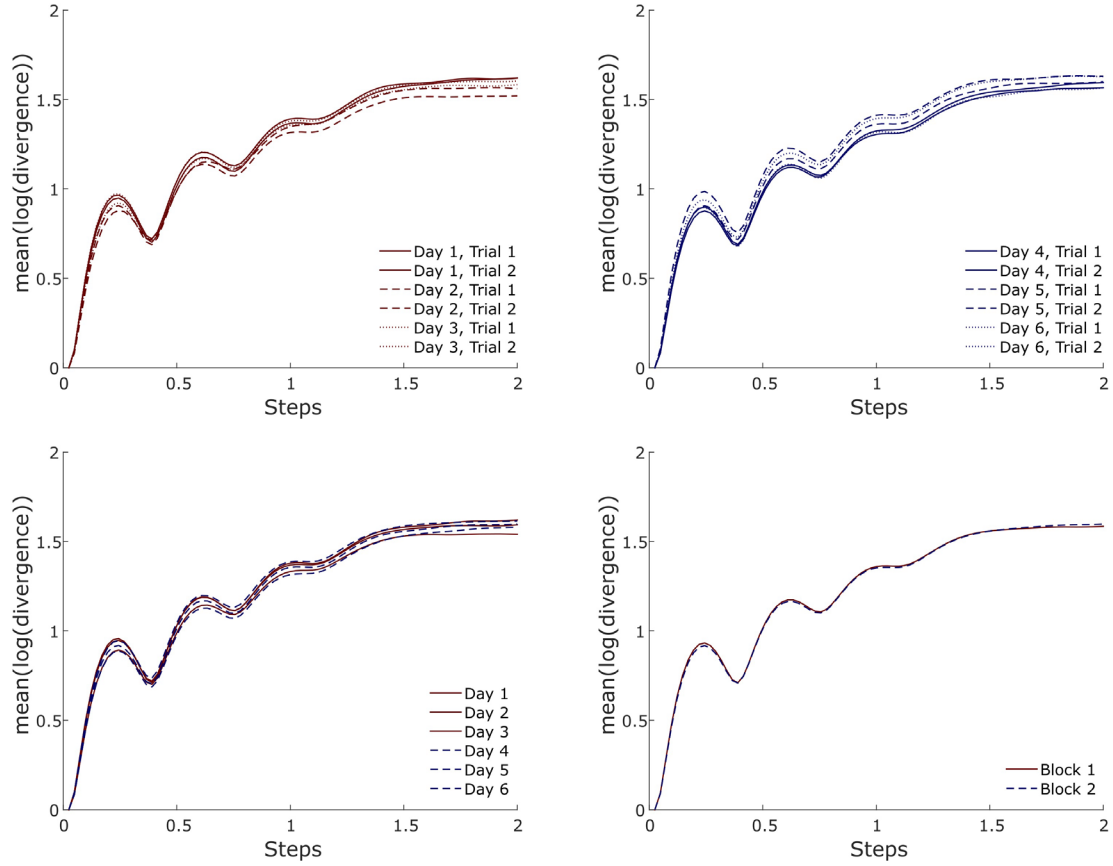 2
1.5
1
0.5
0
mean(log(divergence))
Day 1, Trial 1
Day 1, Trial 2
Day 2, Trial 1
Day 2, Trial 2
Day 3, Trial 1
Day 3, Trial 2
0 0.5 1 1.5 2
Steps
2
1.5
1
0.5
0
mean(log(divergence))
Day 4, Trial 1
Day 4, Trial 2
Day 5, Trial 1
Day 5, Trial 2
Day 6, Trial 1
Day 6, Trial 2
0 0.5 1 1.5 2
Steps
2
1.5
1
0.5
0
mean(log(divergence))
Day 1
Day 2
Day 3
Day 4
Day 5
Day 6
0 0.5 1 1.5 2
Steps
2
1.5
1
0.5
0
mean(log(divergence))
Block 1
Block 2
0 0.5 1 1.5 2
Steps